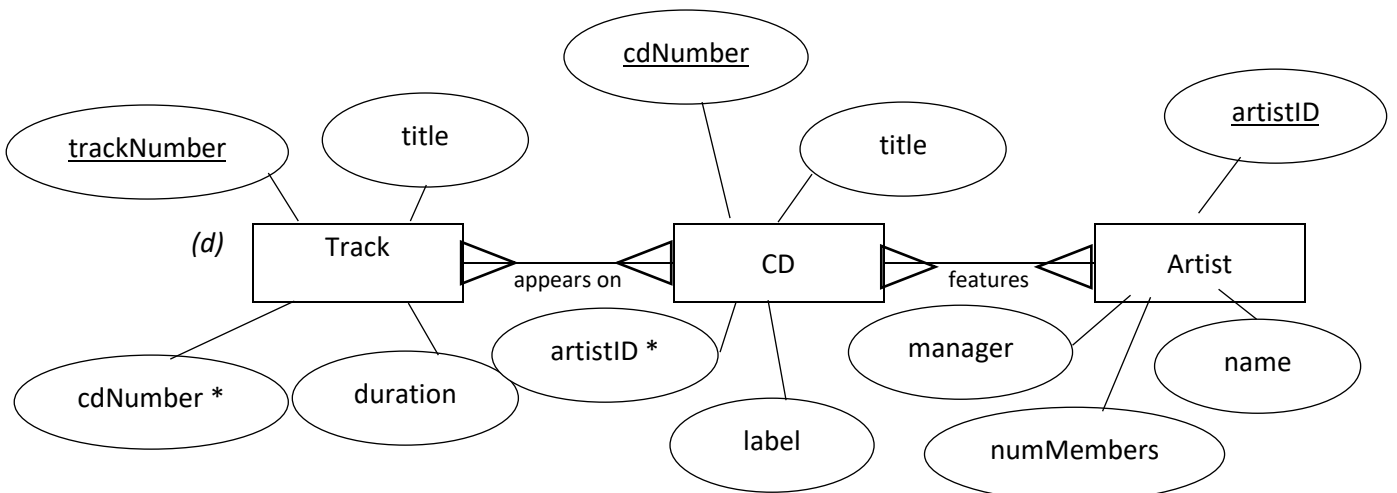 cdNumber
artistID
trackNumber
title
title
(d)
Track
CD
Artist
appears on
features
artistID *
manager
name
cdNumber *
duration
label
numMembers